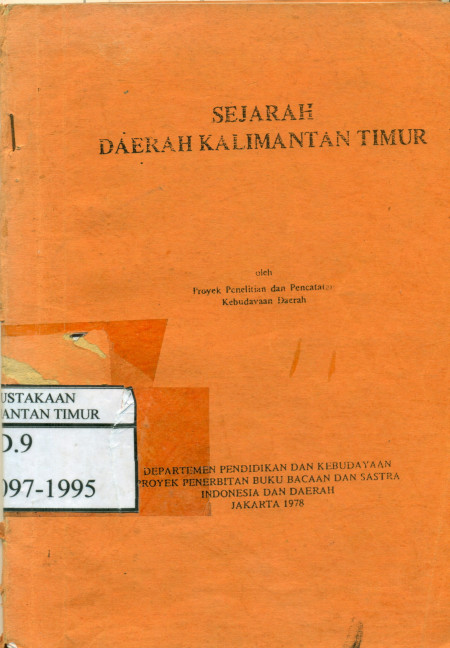 SEJARAH
DAERAH KALIMANTAN TIMUR
oleh
Proyek Penelitian dan Pencatatan
Kebudayaan Daerah
USTAKAAN
ANTAN TIMUR
D.9
097-1995
DEPARTEMEN PENDIDIKAN DAN KEBUDAYAAN
PROYEK PENERBITAN BUKU BACAAN DAN SASTRA
INDONESIA DAN DAERAH
JAKARTA 1978